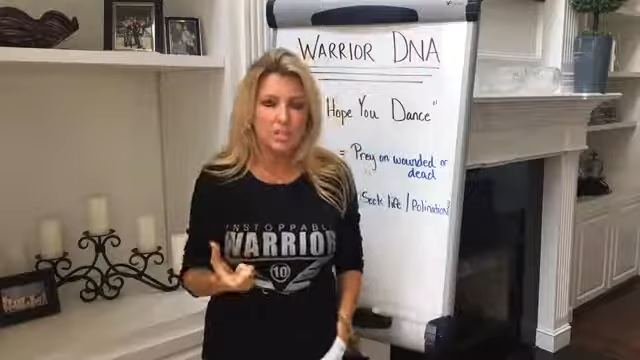 WARRIOR DNA
Hope You Dance"
= Prey on wounded or
dead
Seek life / Polination
UNSTOPPABLE
WARRIOR
10